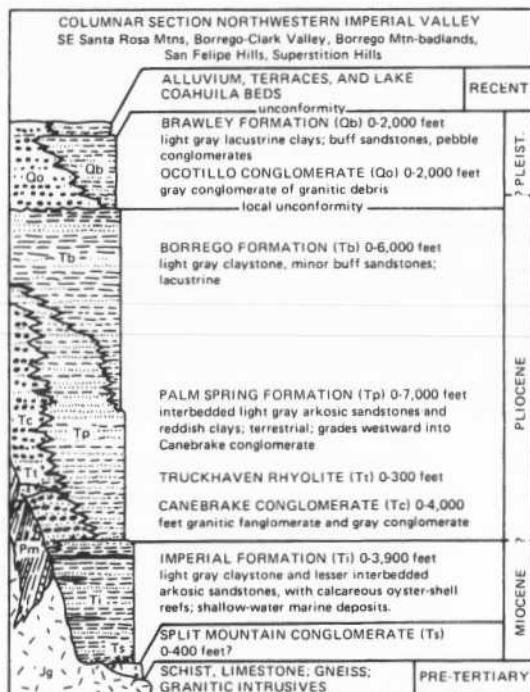 COLUMNAR SECTION NORTHWESTERN IMPERIAL VALLEY
SE Santa Rosa Mtns, Borrego-Clark Valley, Borrego Mtn-badlands,
San Felipe Hills, Superstition Hills
ALLUVIUM, TERRACES, AND LAKE
COAHUILA BEDS
RECENT
unconformity
BRAWLEY FORMATION (Qb) 0-2,000 feet
light gray lacustrine clays; buff sandstones, pebble
conglomerates
OCOTILLO CONGLOMERATE (Qo) 0-2,000 feet
gray conglomerate of granitic debris
? PLEIST.
Qo
Qb
local unconformity
BORREGO FORMATION (Tb) 0-6,000 feet
light gray claystone, minor buff sandstones;
lacustrine
Tb
PLIOCENE
PALM SPRING FORMATION (Tp) 0-7,000 feet
interbedded light gray arkosic sandstones and
reddish clays; terrestrial; grades westward into
Canebrake conglomerate
Tc
Tp
TRUCKHAVEN RHYOLITE (Tt) 0-300 feet
Tt
CANEBRAKE CONGLOMERATE (Tc) 0-4,000
feet granitic fanglomerate and gray conglomerate
IMPERIAL FORMATION (Ti) 0-3,900 feet
light gray claystone and lesser interbedded
arkosic sandstones, with calcareous oyster-shell
reefs; shallow-water marine deposits.
MIOCENE ?
Pm
Ti
Ts
SPLIT MOUNTAIN CONGLOMERATE (Ts)
0-400 feet?
Jg
SCHIST, LIMESTONE; GNEISS;
GRANITIC INTRUSIVES
PRE-TERTIARY